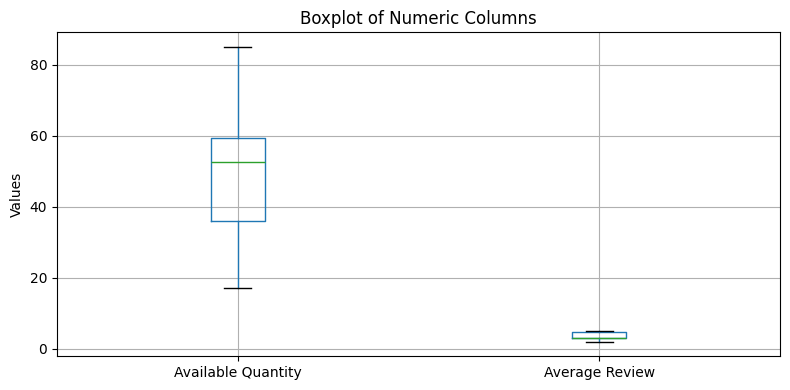 Boxplot of Numeric Columns
Values
80
60
40
20
0
Available Quantity
Average Review